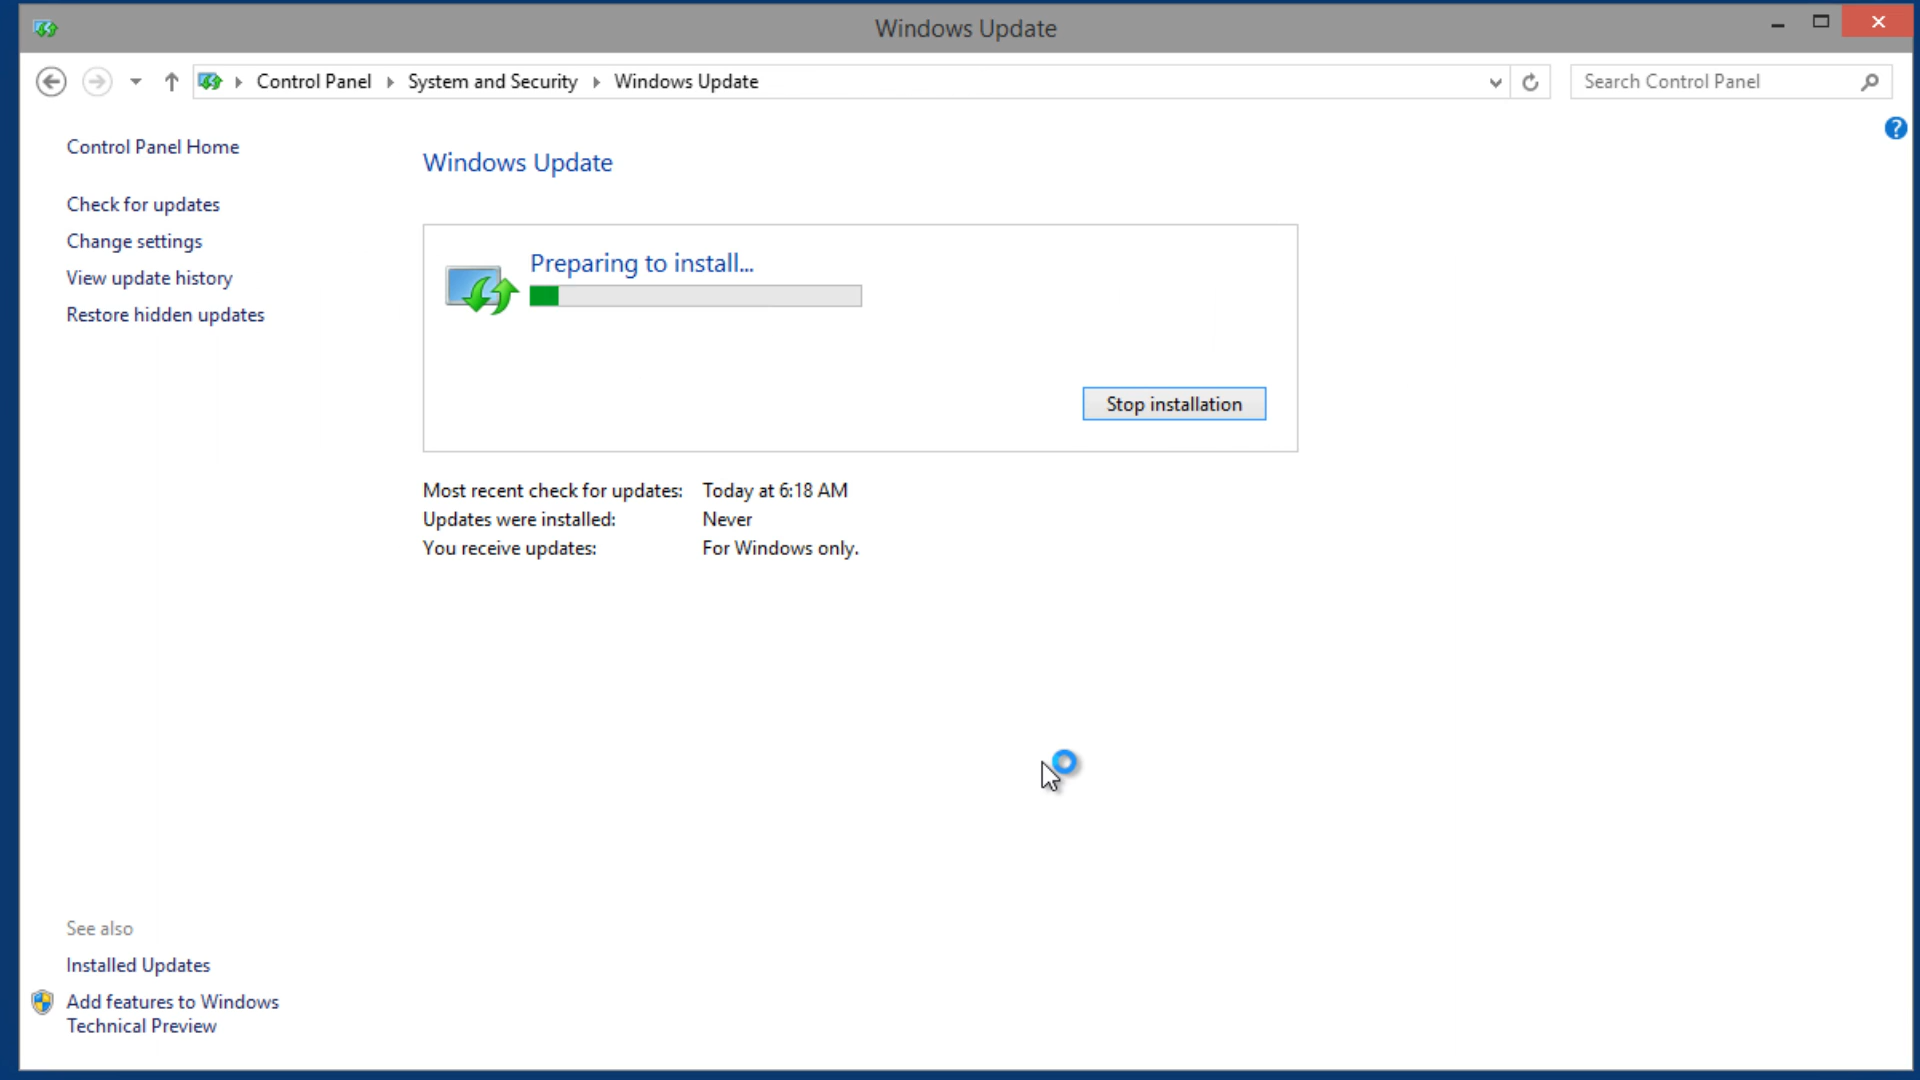 Windows Update
Control Panel System and Security Windows Update
Search Control Panel
Control Panel Home
Check for updates
Change settings
View update history
Restore hidden updates
Windows Update
Preparing to install...
Stop installation
Most recent check for updates: Today at 6:18 AM
Updates were installed: Never
You receive updates: For Windows only.
See also
Installed Updates
Add features to Windows
Technical Preview